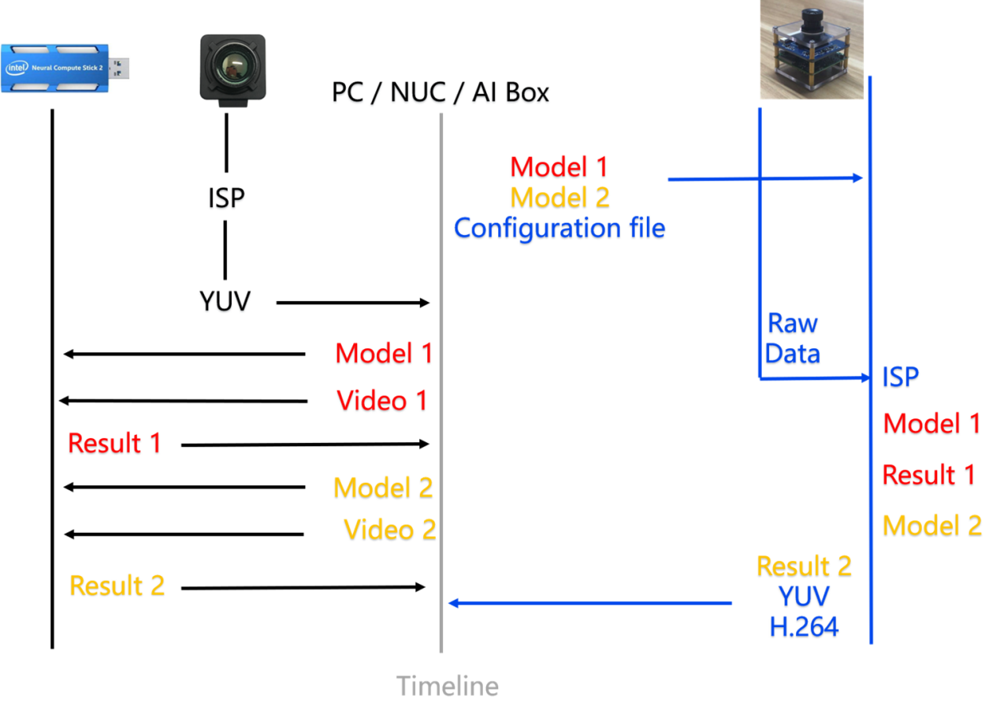 intel Neural Compute Stick 2
PC / NUC / AI Box
Model 1
Model 2
Configuration file
ISP
YUV
Raw
Data
ISP
Model 1
Video 1
Result 1
Model 2
Video 2
Result 2
Model 1
Result 1
Model 2
Result 2
YUV
H.264
Timeline